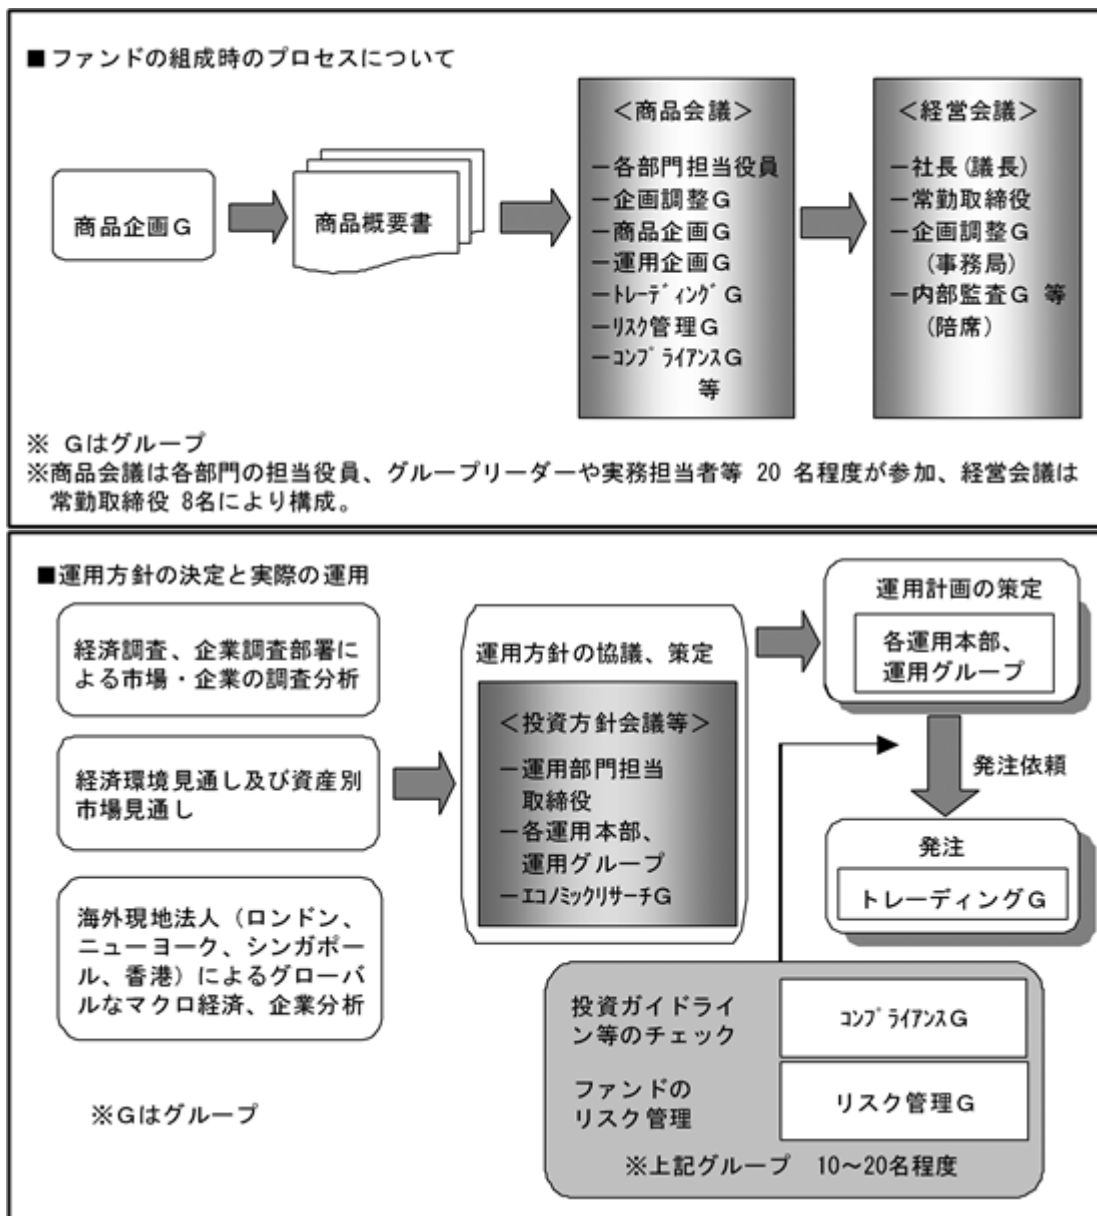 ■ファンドの組成時のプロセスについて
商品企画G
商品概要書
＜商品会議＞
－各部門担当役員
－企画調整G
－商品企画G
－運用企画G
－ﾄﾚｰﾃﾞｨﾝｸﾞG
－ﾘｽｸ管理G
－ｺﾝﾌﾟﾗｲｱﾝｽG
等
＜経営会議＞
－社長(議長)
－常勤取締役
－企画調整G
(事務局)
－内部監査G 等
(陪席)
※ Gはグループ
※商品会議は各部門の担当役員、グループリーダーや実務担当者等 20 名程度が参加、経営会議は
常勤取締役 8名により構成。
■運用方針の決定と実際の運用
経済調査、企業調査部署に
よる市場・企業の調査分析
経済環境見通し及び資産別
市場見通し
海外現地法人（ロンドン、
ニューヨーク、シンガポー
ル、香港）によるグローバ
ルなマクロ経済、企業分析
運用方針の協議、策定
＜投資方針会議等＞
－運用部門担当
取締役
－各運用本部、
運用グループ
－ｴｺﾉﾐｯｸﾘｻｰﾁG
運用計画の策定
各運用本部、
運用グループ
発注依頼
発注
トレーディングG
投資ガイドライ
ン等のチェック
ｺﾝﾌﾟﾗｲｱﾝｽG
ファンドの
リスク管理
リスク管理G
※上記グループ 10～20名程度
※Gはグループ